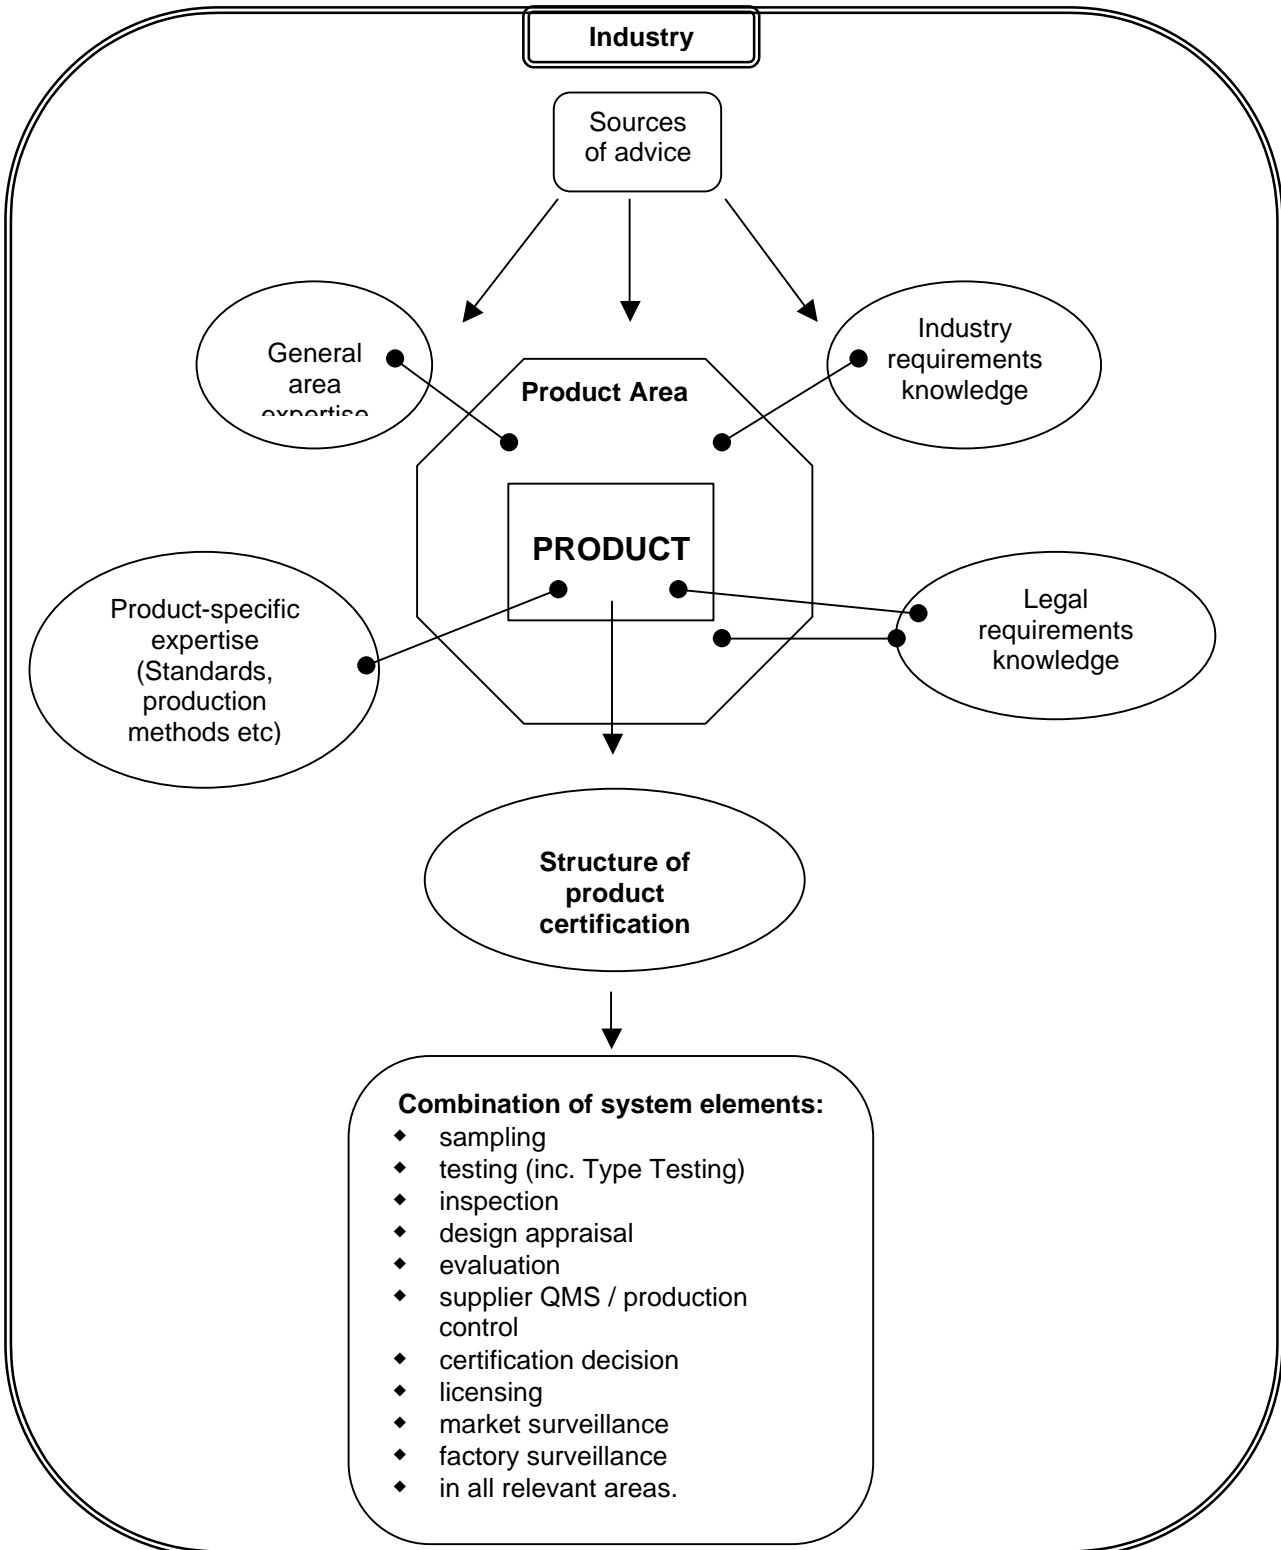 Industry
Sources
of advice
General
area
expertise
Industry
requirements
knowledge
Product Area
PRODUCT
Product-specific
expertise
(Standards,
production
methods etc)
Legal
requirements
knowledge
Structure of
product
certification
Combination of system elements:
◆ sampling
◆ testing (inc. Type Testing)
◆ inspection
◆ design appraisal
◆ evaluation
◆ supplier QMS / production
control
◆ certification decision
◆ licensing
◆ market surveillance
◆ factory surveillance
◆ in all relevant areas.